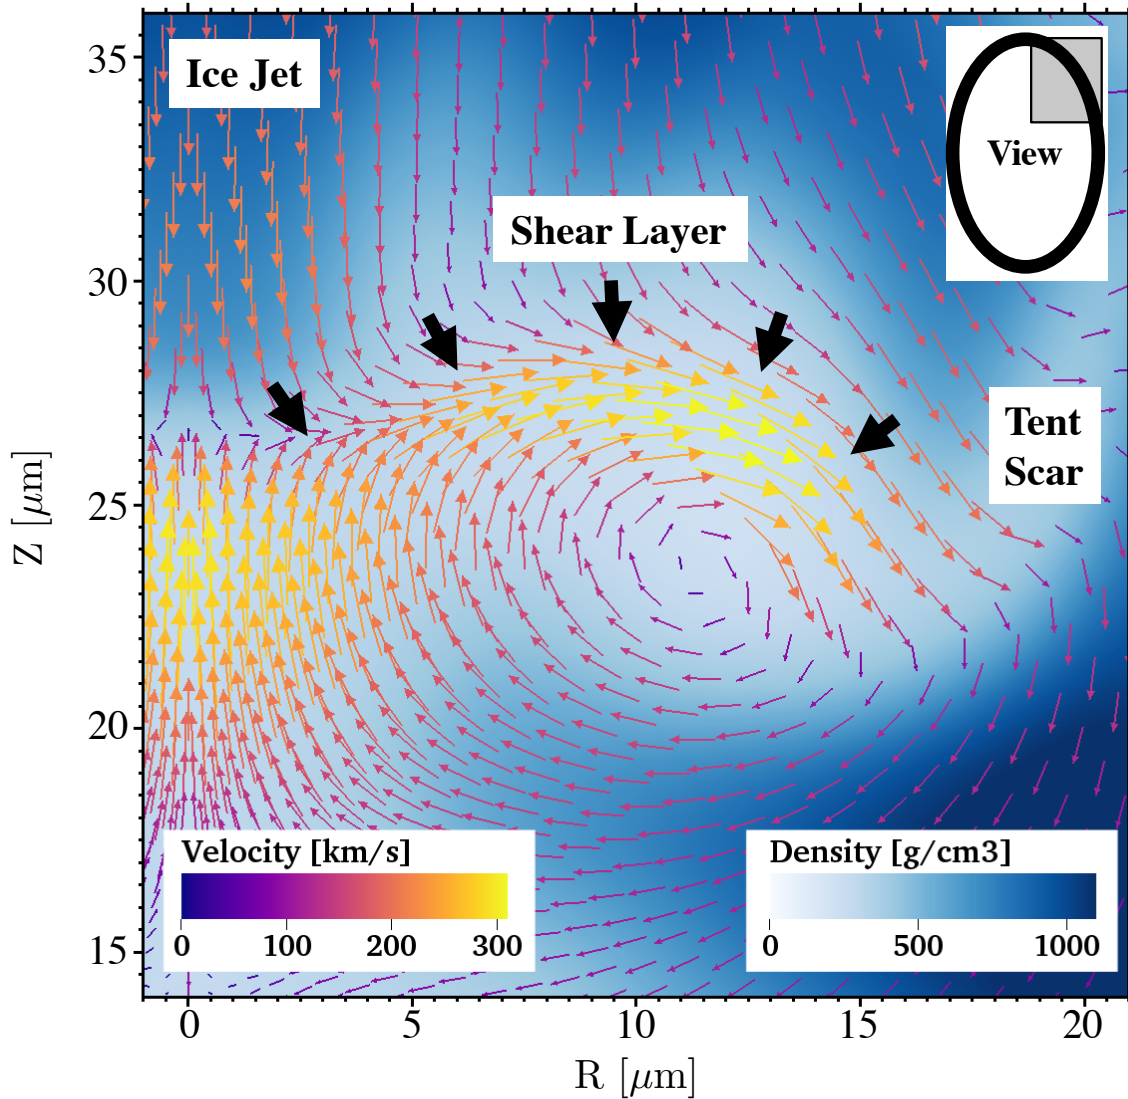 Ice Jet
View
Shear Layer
Tent
Scar
35
30
25
20
15
Z [μm]
Velocity [km/s]
0 100 200 300
Density [g/cm3]
0 500 1000
0 5 10 15 20
R [μm]